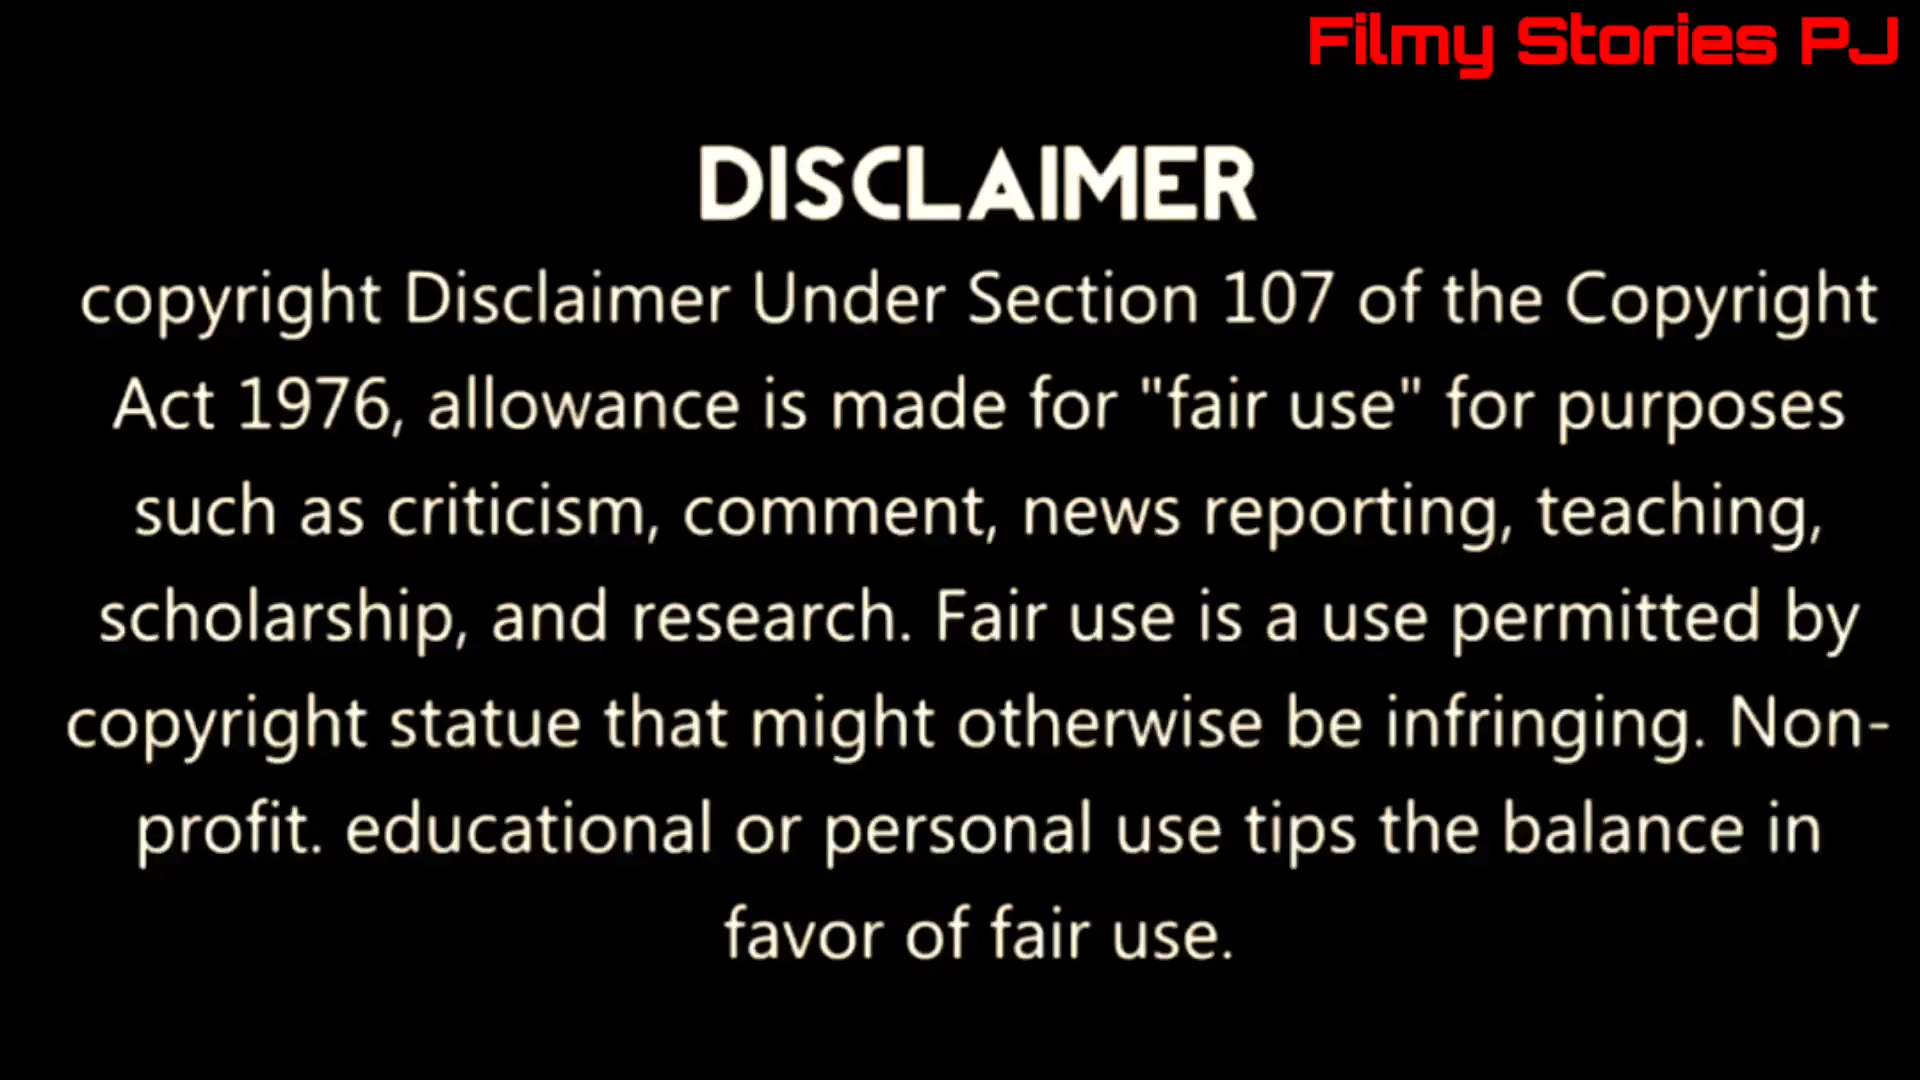 Filmy Stories PJ
DISCLAIMER
copyright Disclaimer Under Section 107 of the Copyright
Act 1976, allowance is made for "fair use" for purposes
such as criticism, comment, news reporting, teaching,
scholarship, and research. Fair use is a use permitted by
copyright statue that might otherwise be infringing. Non-
profit. educational or personal use tips the balance in
favor of fair use.